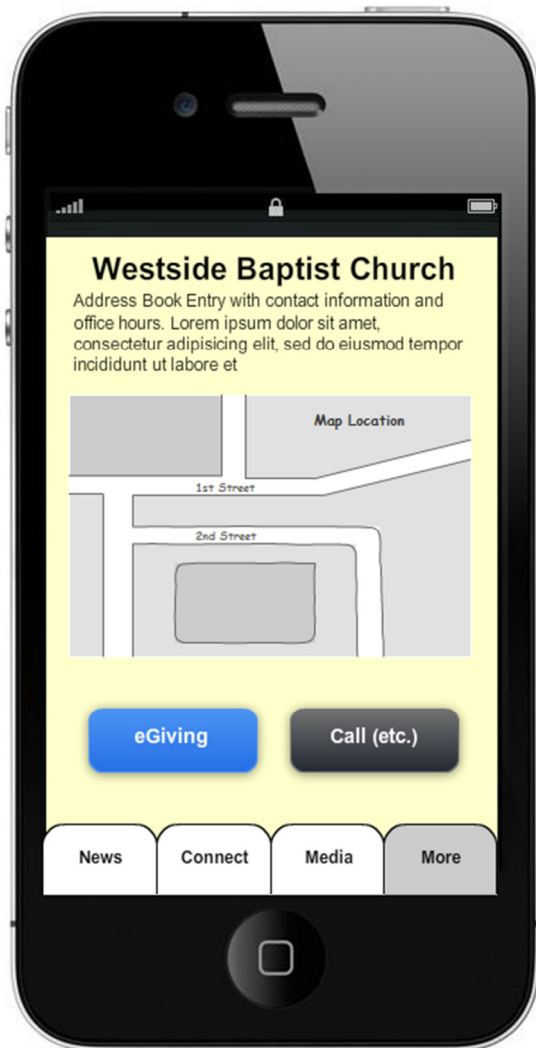 Westside Baptist Church
Address Book Entry with contact information and
office hours. Lorem ipsum dolor sit amet,
consectetur adipisicing elit, sed do eiusmod tempor
incididunt ut labore et
Map Location
1st Street
2nd Street
eGiving
Call (etc.)
News
Connect
Media
More